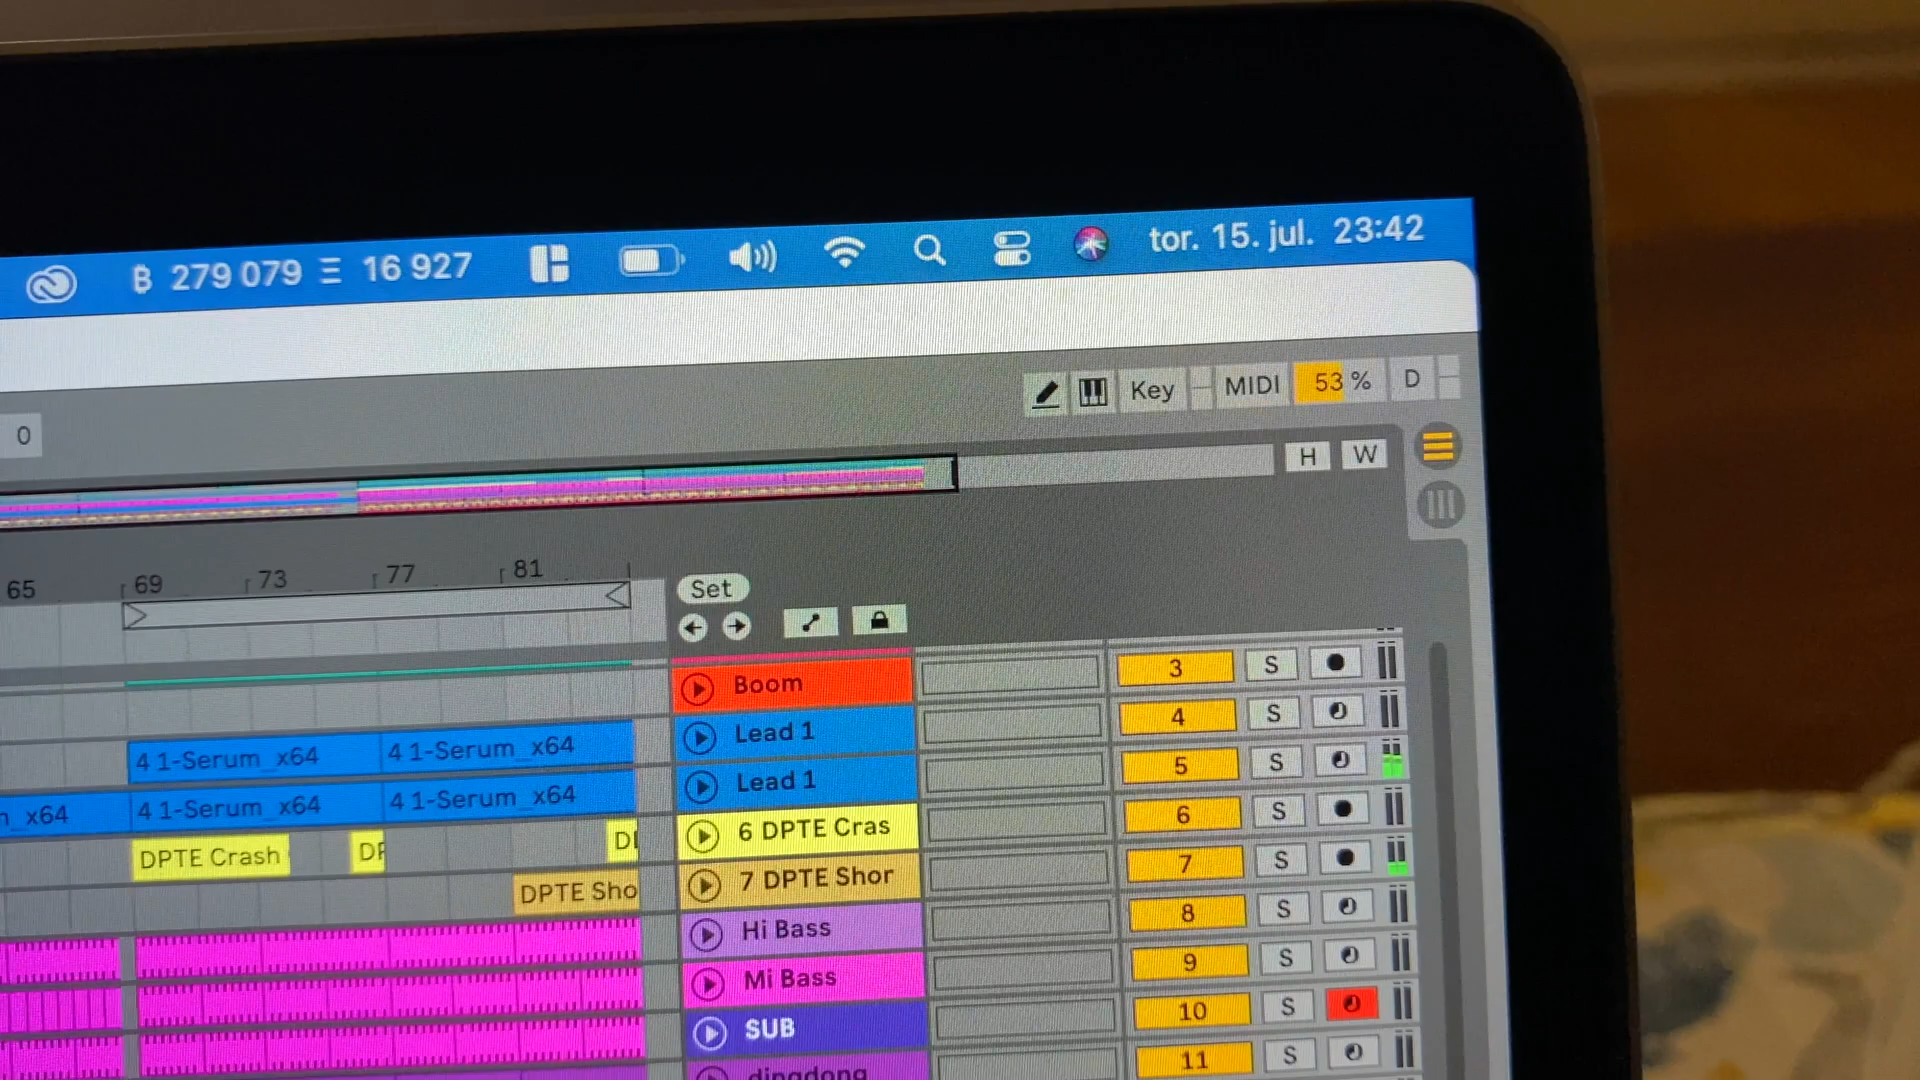 ₿ 279 079 Ξ 16 927 tor. 15. jul. 23:42
Key MIDI 53 % D
0
H W
65 69 73 77 81
Set
Boom 3 S
4 1-Serum_x64 4 1-Serum_x64 Lead 1 4 S
n_x64 4 1-Serum_x64 4 1-Serum_x64 Lead 1 5 S
DPTE Crash DP DI 6 DPTE Cras 6 S
DPTE Sho 7 DPTE Shor 7 S
Hi Bass 8 S
Mi Bass 9 S
SUB 10 S
dingdong 11 S